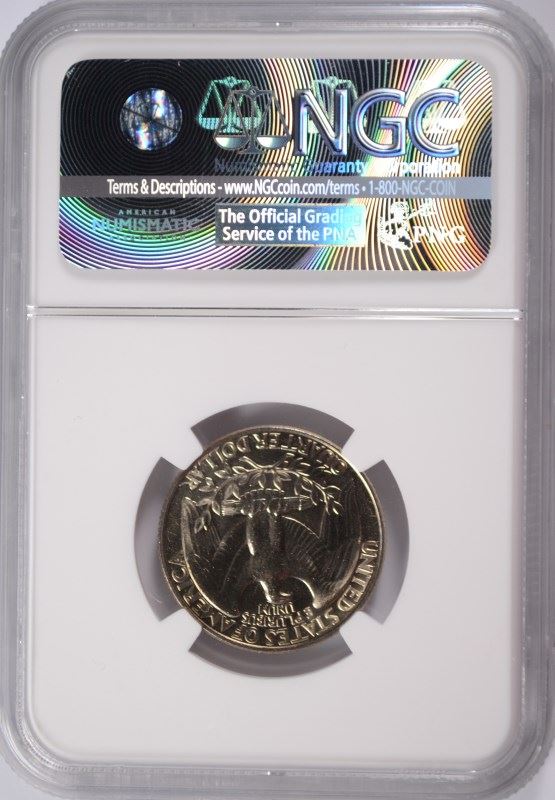 NGC
Numismatic Guaranty Corporation
Terms & Descriptions - www.NGCcoin.com/terms • 1-800-NGC-COIN
AMERICAN
NUMISMATIC
The Official Grading
Service of the PNA
PNG
QUARTER DOLLAR
E PLURIBUS
UNUM
UNITED STATES OF AMERICA